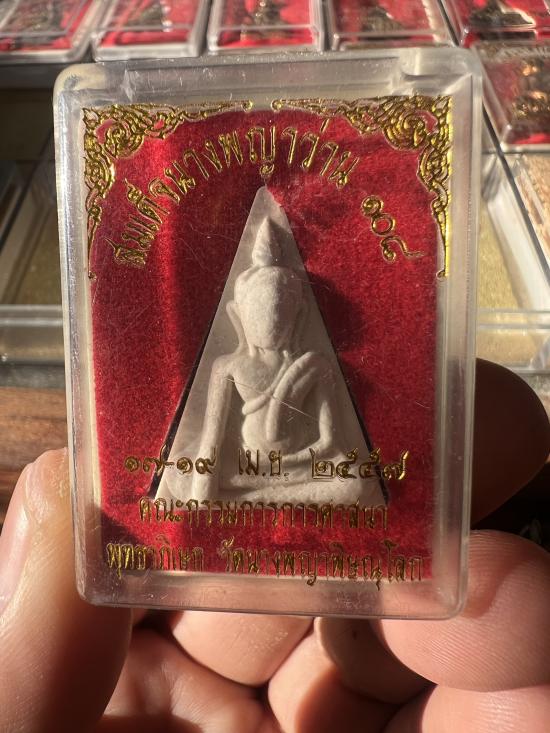 สมเด็จนางพญาว่าน ๑๐๘
๑๗-๑๙ เม.ย. ๒๕๕๗
คณะกรรมการการศาสนา
พุทธาภิเษก วัดนางพญาพิษณุโลก